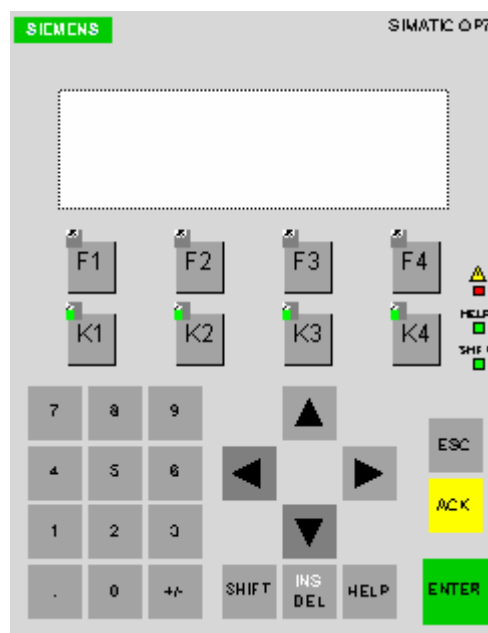 SIEMENS
SIMATIC OP7
F1 F2 F3 F4
K1 K2 K3 K4
HELP
7 8 9
ESC
4 5 6
ACK
1 2 3
. 0 +/- SHIFT INS DEL HELP ENTER